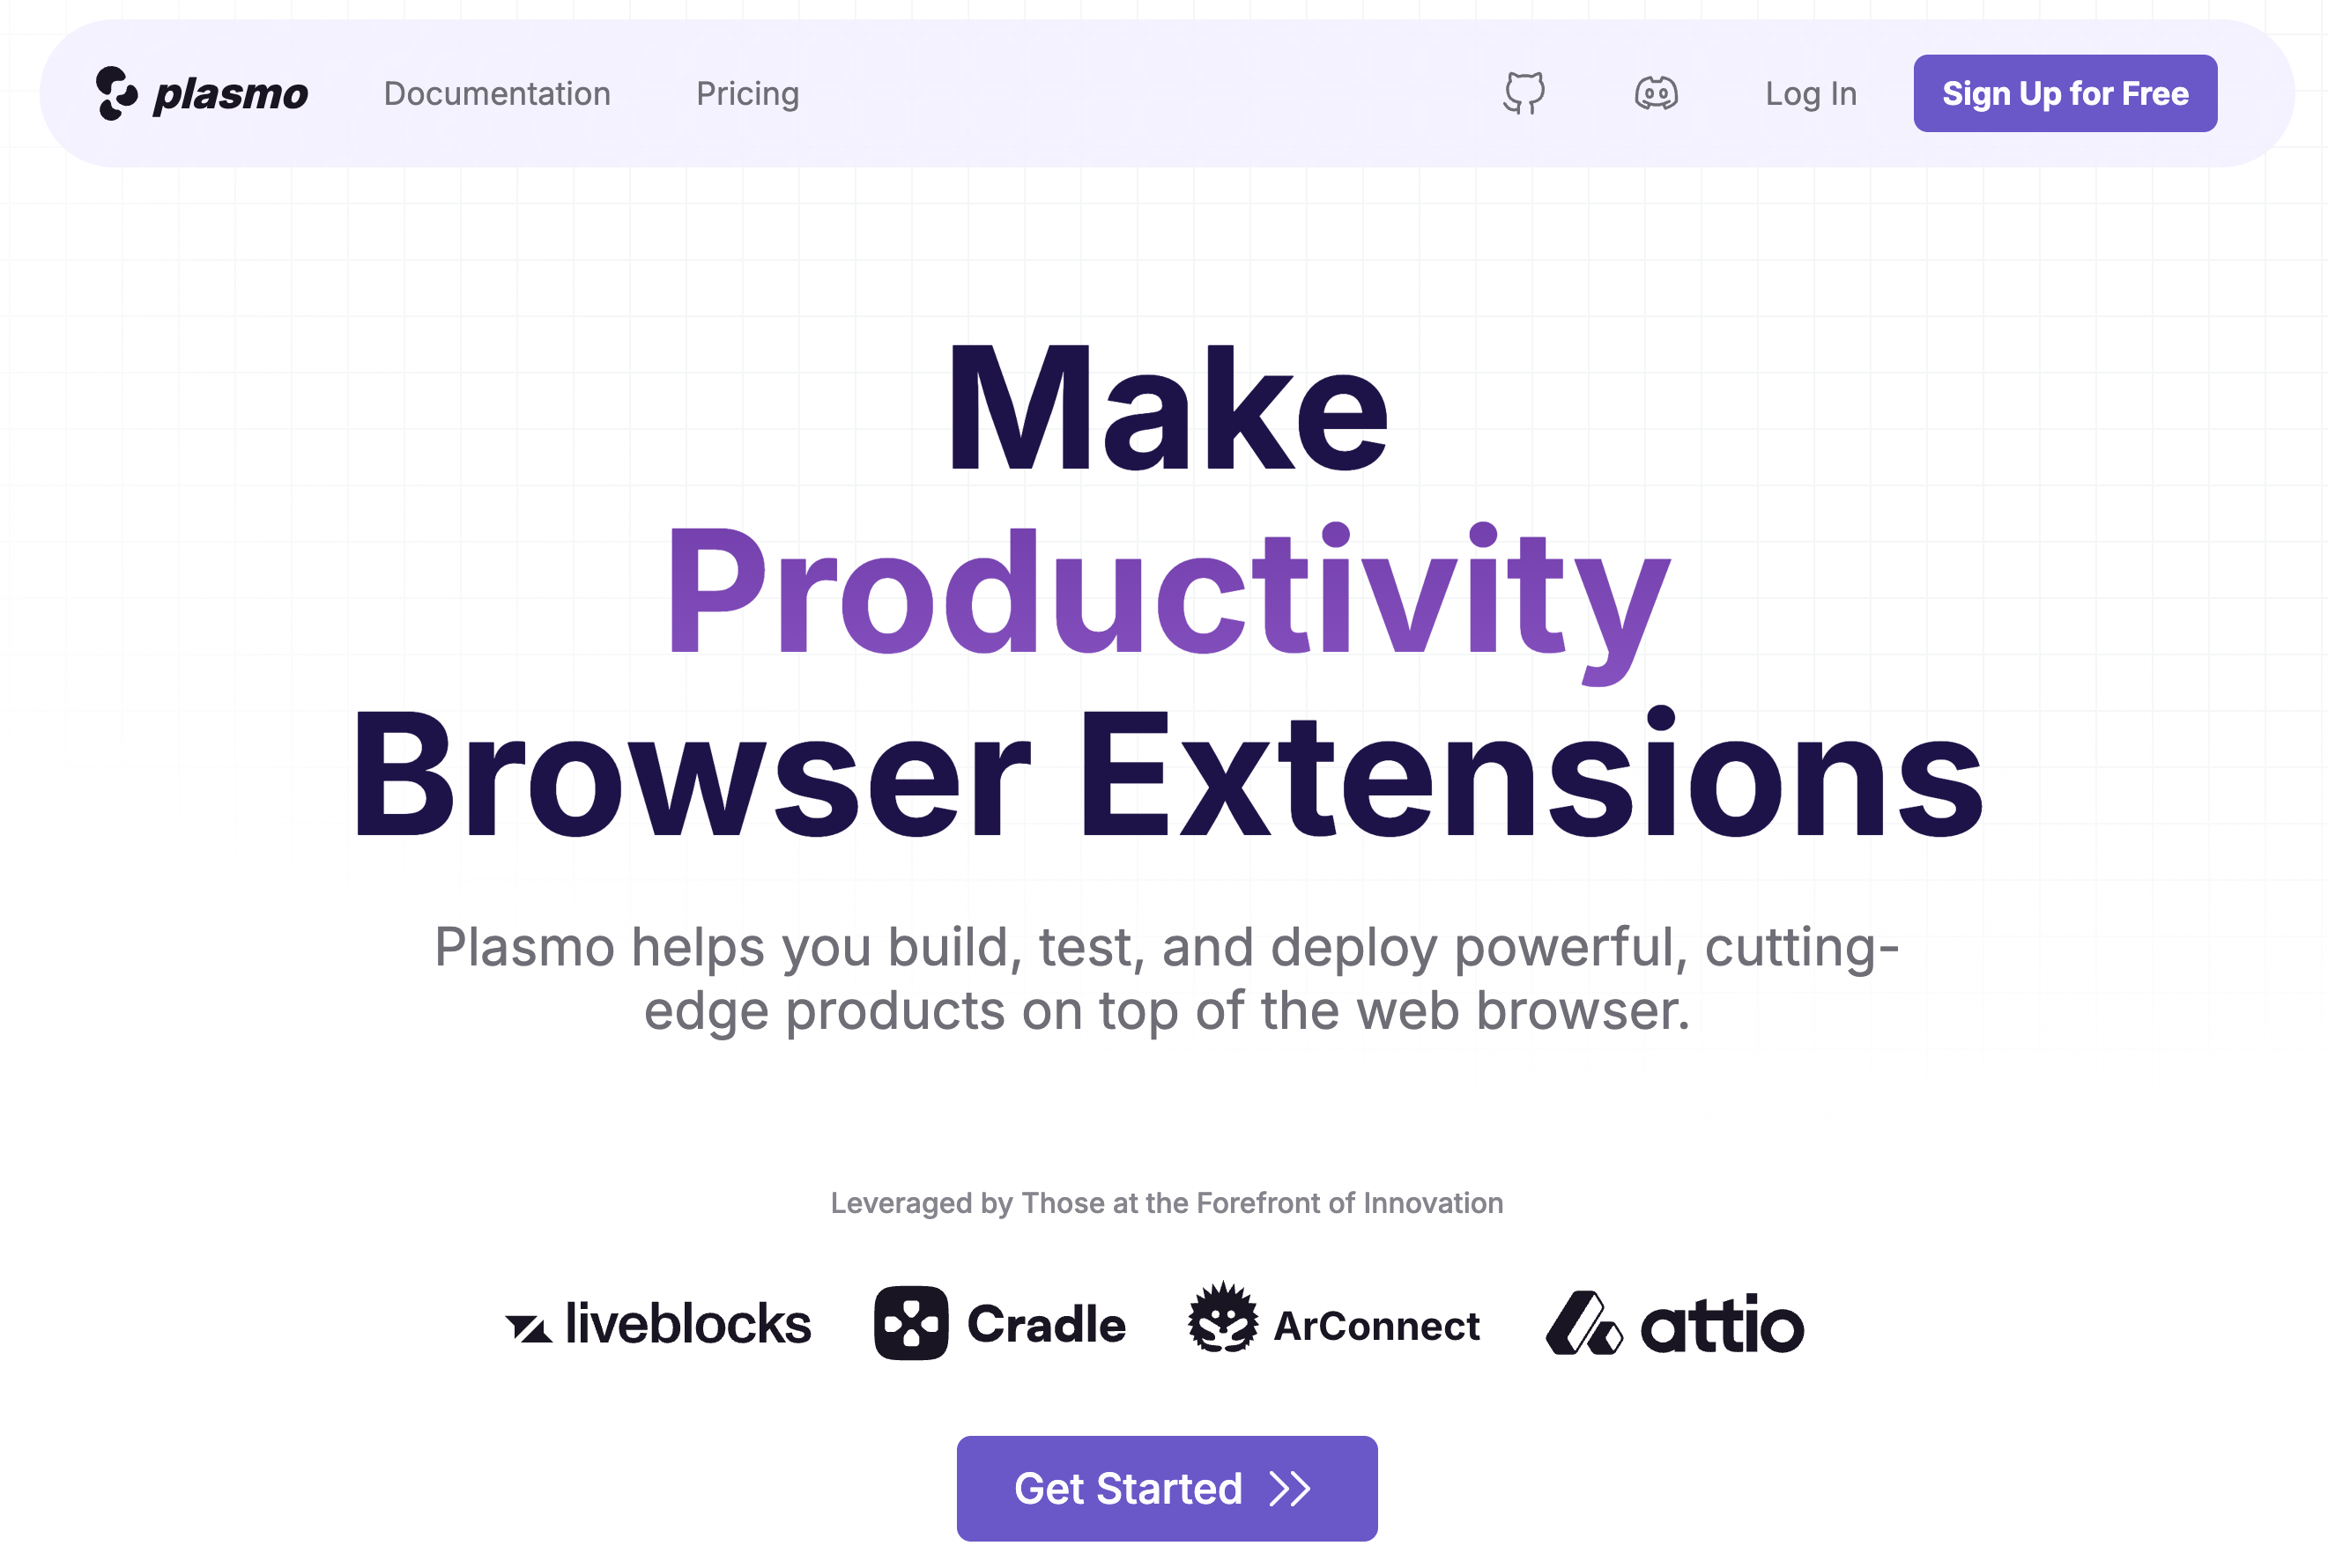 plasmo Documentation Pricing Log In Sign Up for Free
Make
Productivity
Browser Extensions
Plasmo helps you build, test, and deploy powerful, cutting-
edge products on top of the web browser.
Leveraged by Those at the Forefront of Innovation
liveblocks Cradle ArConnect attio
Get Started